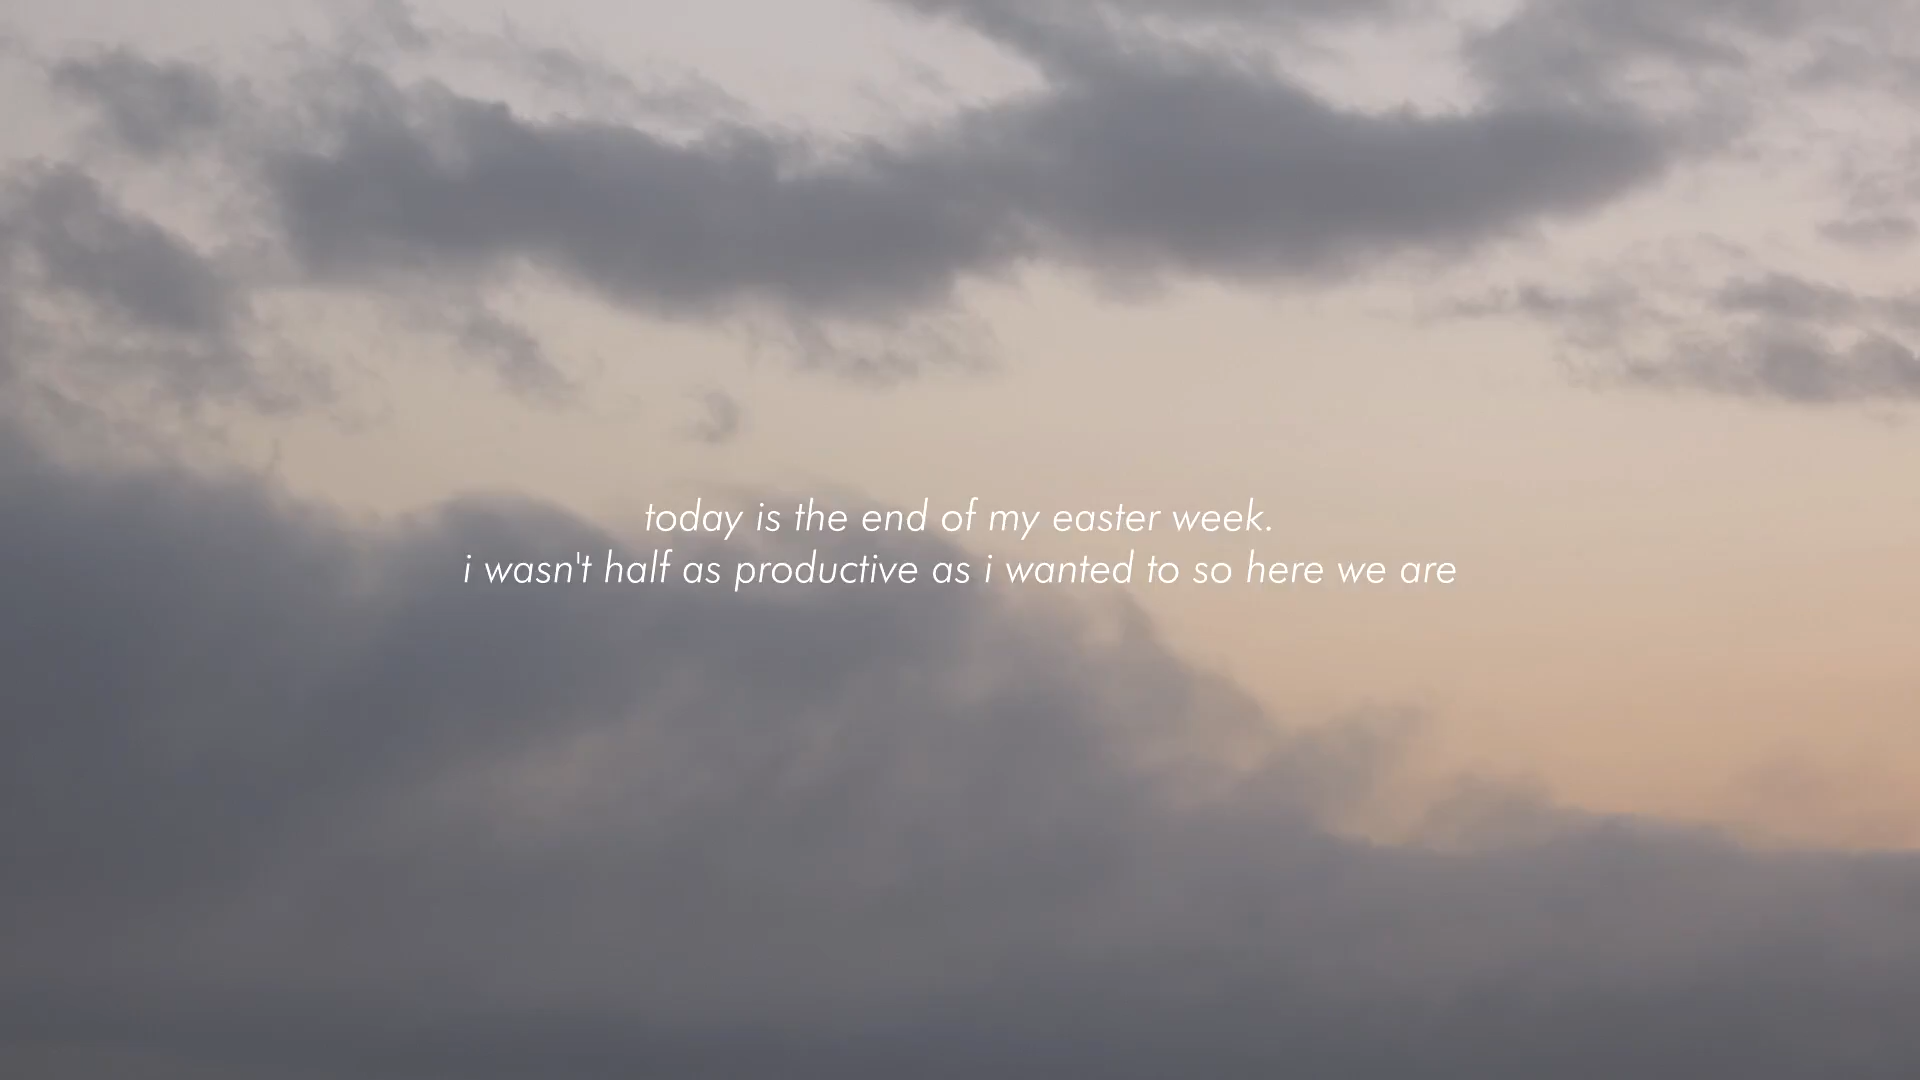 today is the end of my easter week.
i wasn't half as productive as i wanted to so here we are